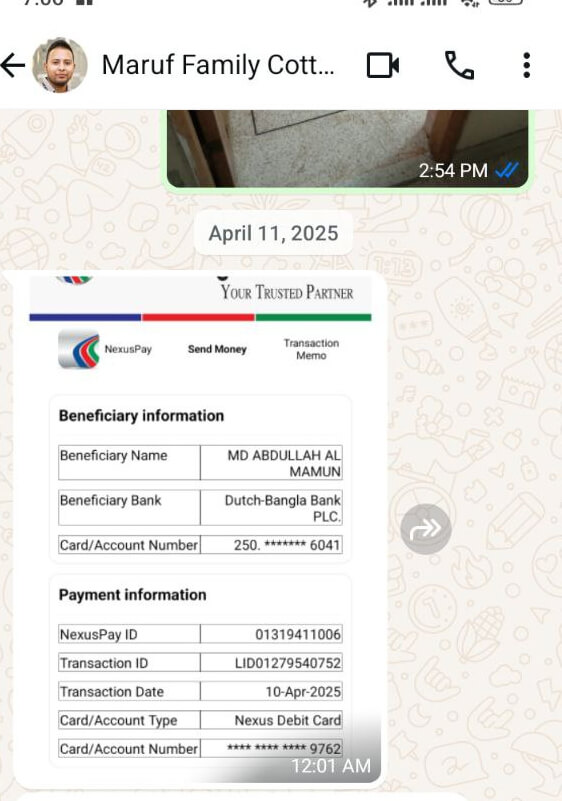 Maruf Family Cott...
2:54 PM
April 11, 2025
YOUR TRUSTED PARTNER
NexusPay
Send Money
Transaction
Memo
Beneficiary information
Beneficiary Name
MD ABDULLAH AL
MAMUN
Beneficiary Bank
Dutch-Bangla Bank
PLC.
Card/Account Number
250. ******* 6041
Payment information
NexusPay ID
01319411006
Transaction ID
LID01279540752
Transaction Date
10-Apr-2025
Card/Account Type
Nexus Debit Card
Card/Account Number
**** **** **** 9762
12:01 AM